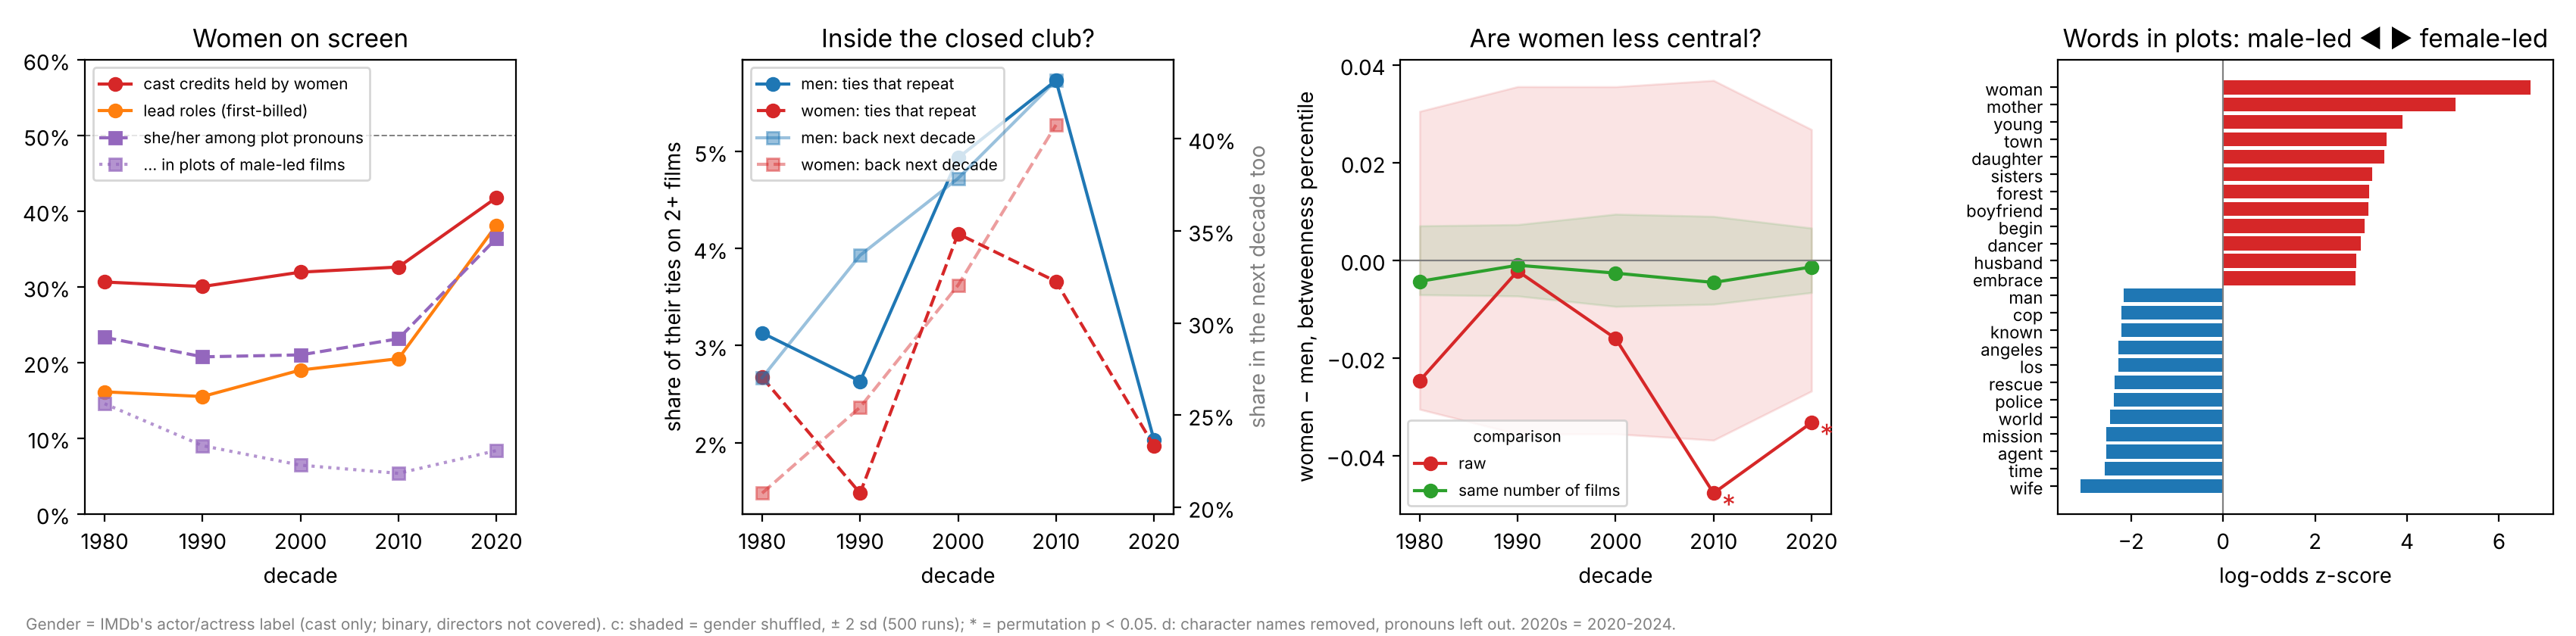 Women on screen
60%
50%
40%
30%
20%
10%
0%
cast credits held by women
lead roles (first-billed)
she/her among plot pronouns
... in plots of male-led films
1980 1990 2000 2010 2020
decade
Inside the closed club?
share of their ties on 2+ films
5%
4%
3%
2%
men: ties that repeat
women: ties that repeat
men: back next decade
women: back next decade
40%
35%
30%
25%
20%
share in the next decade too
1980 1990 2000 2010 2020
decade
Are women less central?
women − men, betweenness percentile
0.04
0.02
0.00
−0.02
−0.04
comparison
raw
same number of films
*
*
1980 1990 2000 2010 2020
decade
Words in plots: male-led ◀ ▶ female-led
woman
mother
young
town
daughter
sisters
forest
boyfriend
begin
dancer
husband
embrace
man
cop
known
angeles
los
rescue
police
world
mission
agent
time
wife
−2 0 2 4 6
log-odds z-score
Gender = IMDb's actor/actress label (cast only; binary, directors not covered). c: shaded = gender shuffled, ± 2 sd (500 runs); * = permutation p < 0.05. d: character names removed, pronouns left out. 2020s = 2020-2024.